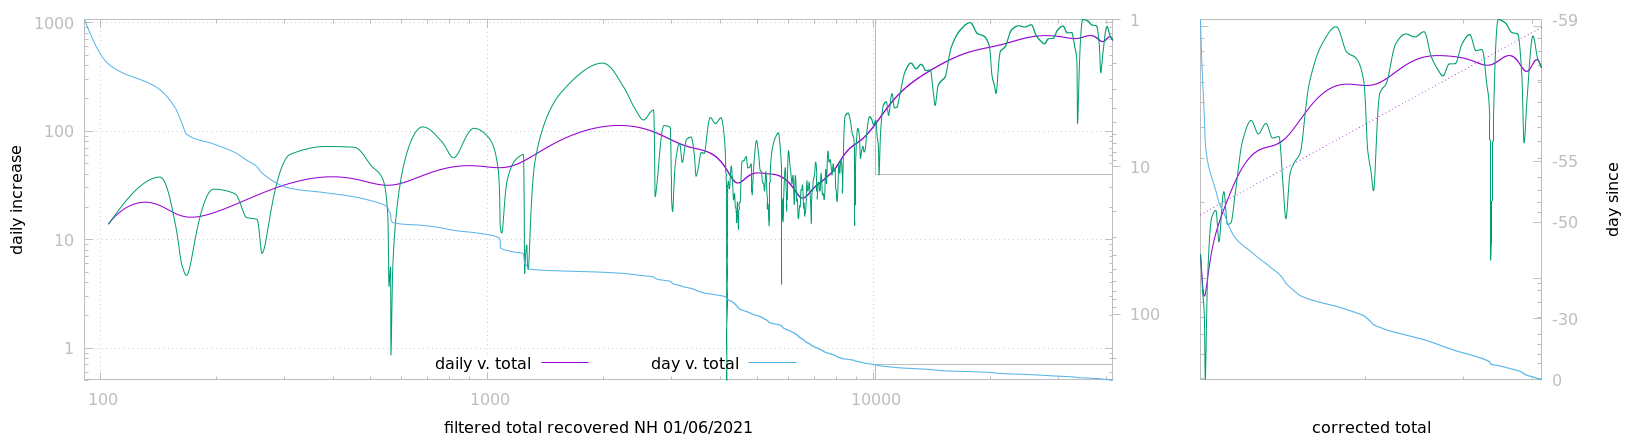 1000
100
10
1
daily increase
100
1000
10000
1
10
100
daily v. total
day v. total
filtered total recovered NH 01/06/2021
-59
-55
-50
-30
0
day since
corrected total